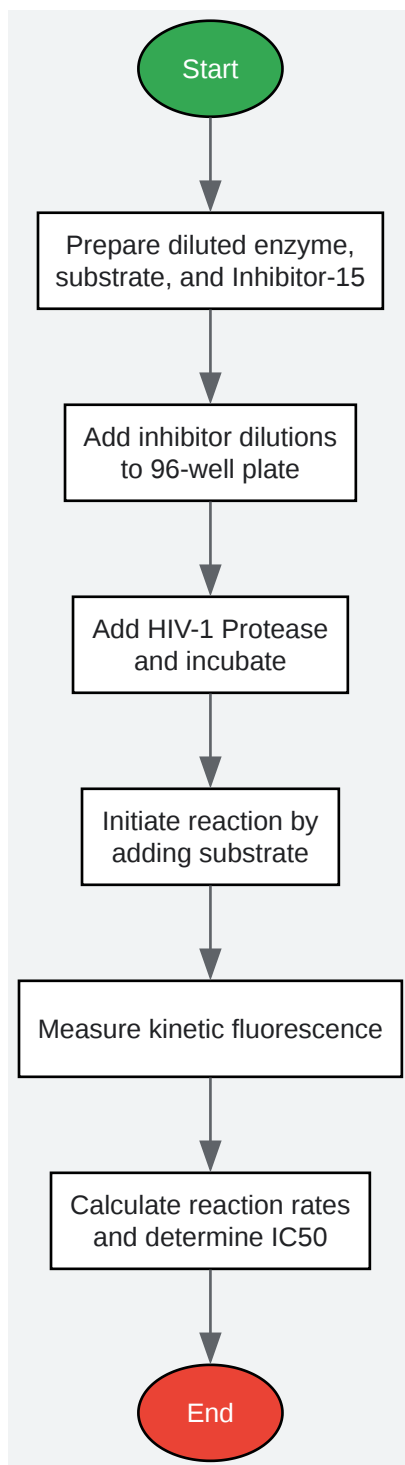 Start
Prepare diluted enzyme,
substrate, and Inhibitor-15
Add inhibitor dilutions
to 96-well plate
Add HIV-1 Protease
and incubate
Initiate reaction by
adding substrate
Measure kinetic fluorescence
Calculate reaction rates
and determine IC50
End